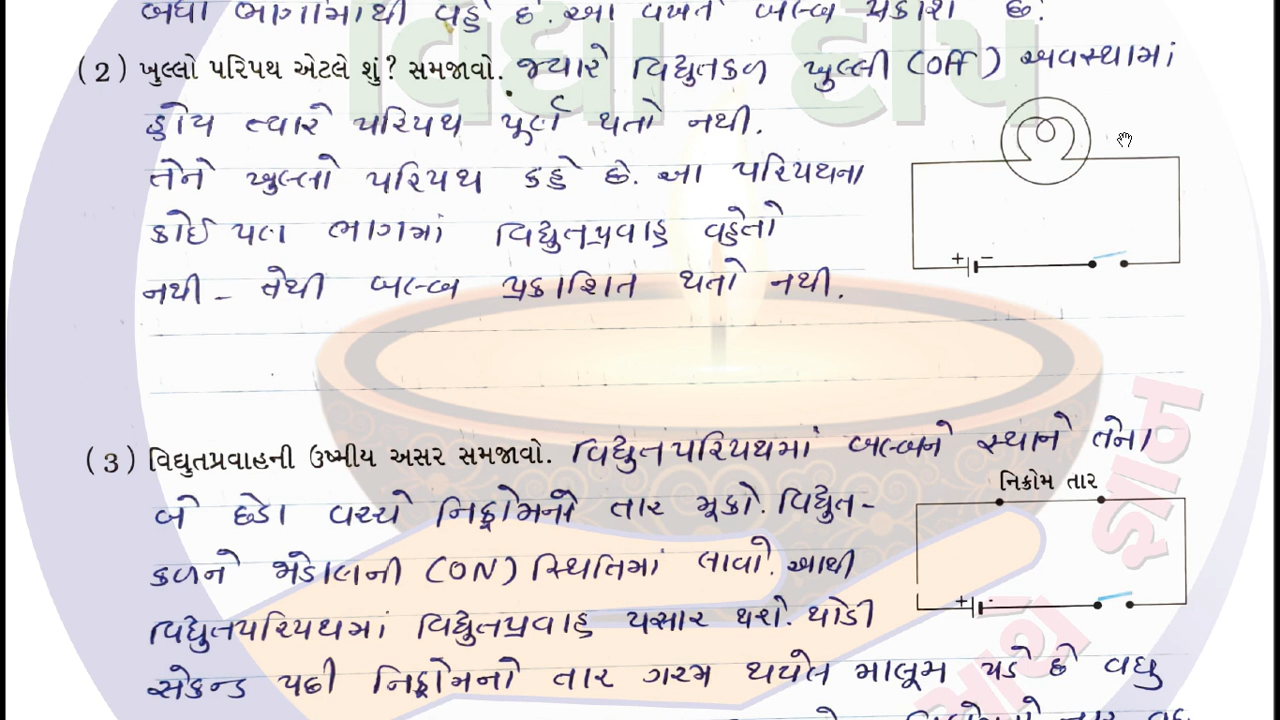 બધા ભાગોમાંથી વહે છે. આ વખતે બલ્બ પ્રકાશે છે.
(2) ખુલ્લો પરિપથ એટલે શું? સમજાવો. જ્યારે વિદ્યુતકળ ખુલ્લી (OFF) અવસ્થામાં
હોય ત્યારે પરિપથ પૂર્ણ થતો નથી.
તેને ખુલ્લો પરિપથ કહે છે. આ પરિપથના
કોઈ પણ ભાગમાં વિદ્યુતપ્રવાહ વહેતો
+ −
નથી - તેથી બલ્બ પ્રકાશિત થતો નથી.
(3) વિદ્યુતપ્રવાહની ઉષ્મીય અસર સમજાવો. વિદ્યુતપરિપથમાં બલ્બને સ્થાને તેના
નિક્રોમ તાર
બે છેડા વચ્ચે નિક્રોમનો તાર મૂકો. વિદ્યુત-
કળને જોડાણની (ON) સ્થિતિમાં લાવો. આથી
+ -
વિદ્યુતપરિપથમાં વિદ્યુતપ્રવાહ પસાર થશે. થોડી
સેકન્ડ પછી નિક્રોમનો તાર ગરમ થયેલ માલૂમ પડે છે વધુ
વિદ્યા દીપ
જ્ઞાન